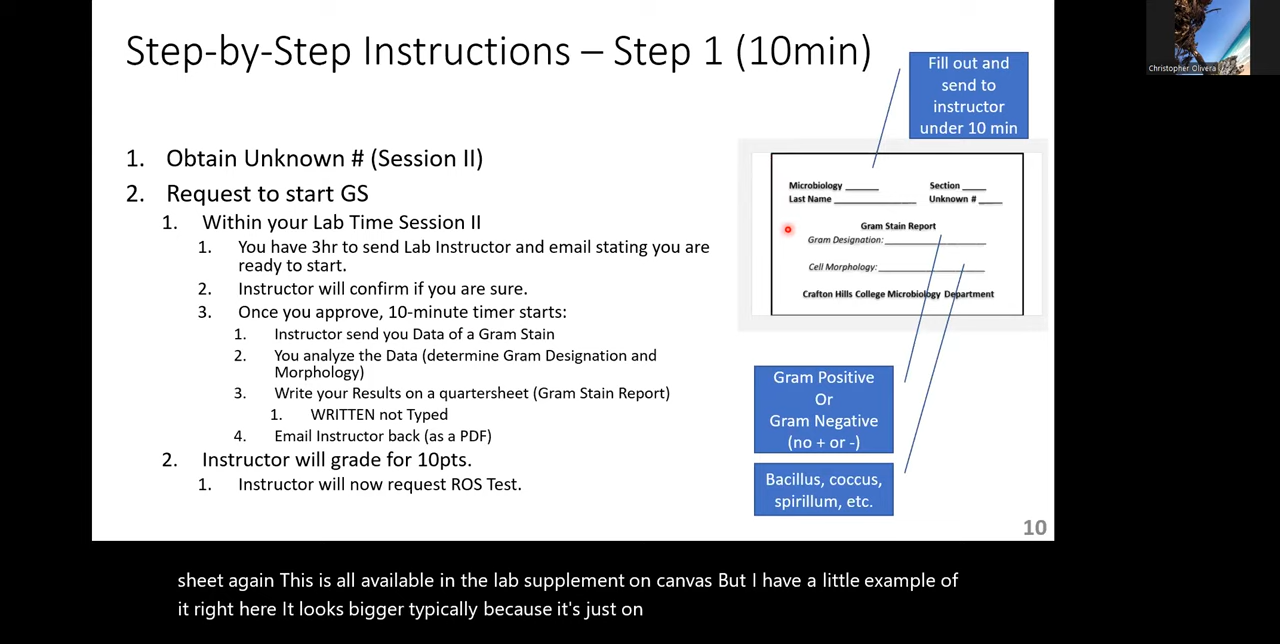 Step-by-Step Instructions – Step 1 (10min)
Fill out and
send to
instructor
under 10 min
Christopher Olivera
1. Obtain Unknown # (Session II)
2. Request to start GS
1. Within your Lab Time Session II
1. You have 3hr to send Lab Instructor and email stating you are
ready to start.
2. Instructor will confirm if you are sure.
3. Once you approve, 10-minute timer starts:
1. Instructor send you Data of a Gram Stain
2. You analyze the Data (determine Gram Designation and
Morphology)
3. Write your Results on a quartersheet (Gram Stain Report)
1. WRITTEN not Typed
4. Email Instructor back (as a PDF)
2. Instructor will grade for 10pts.
1. Instructor will now request ROS Test.
Microbiology ______ Section ____
Last Name ______________ Unknown # ____
Gram Stain Report
Gram Designation:__________________
Cell Morphology:___________________
Crafton Hills College Microbiology Department
Gram Positive
Or
Gram Negative
(no + or -)
Bacillus, coccus,
spirillum, etc.
10
sheet again This is all available in the lab supplement on canvas But I have a little example of
it right here It looks bigger typically because it's just on